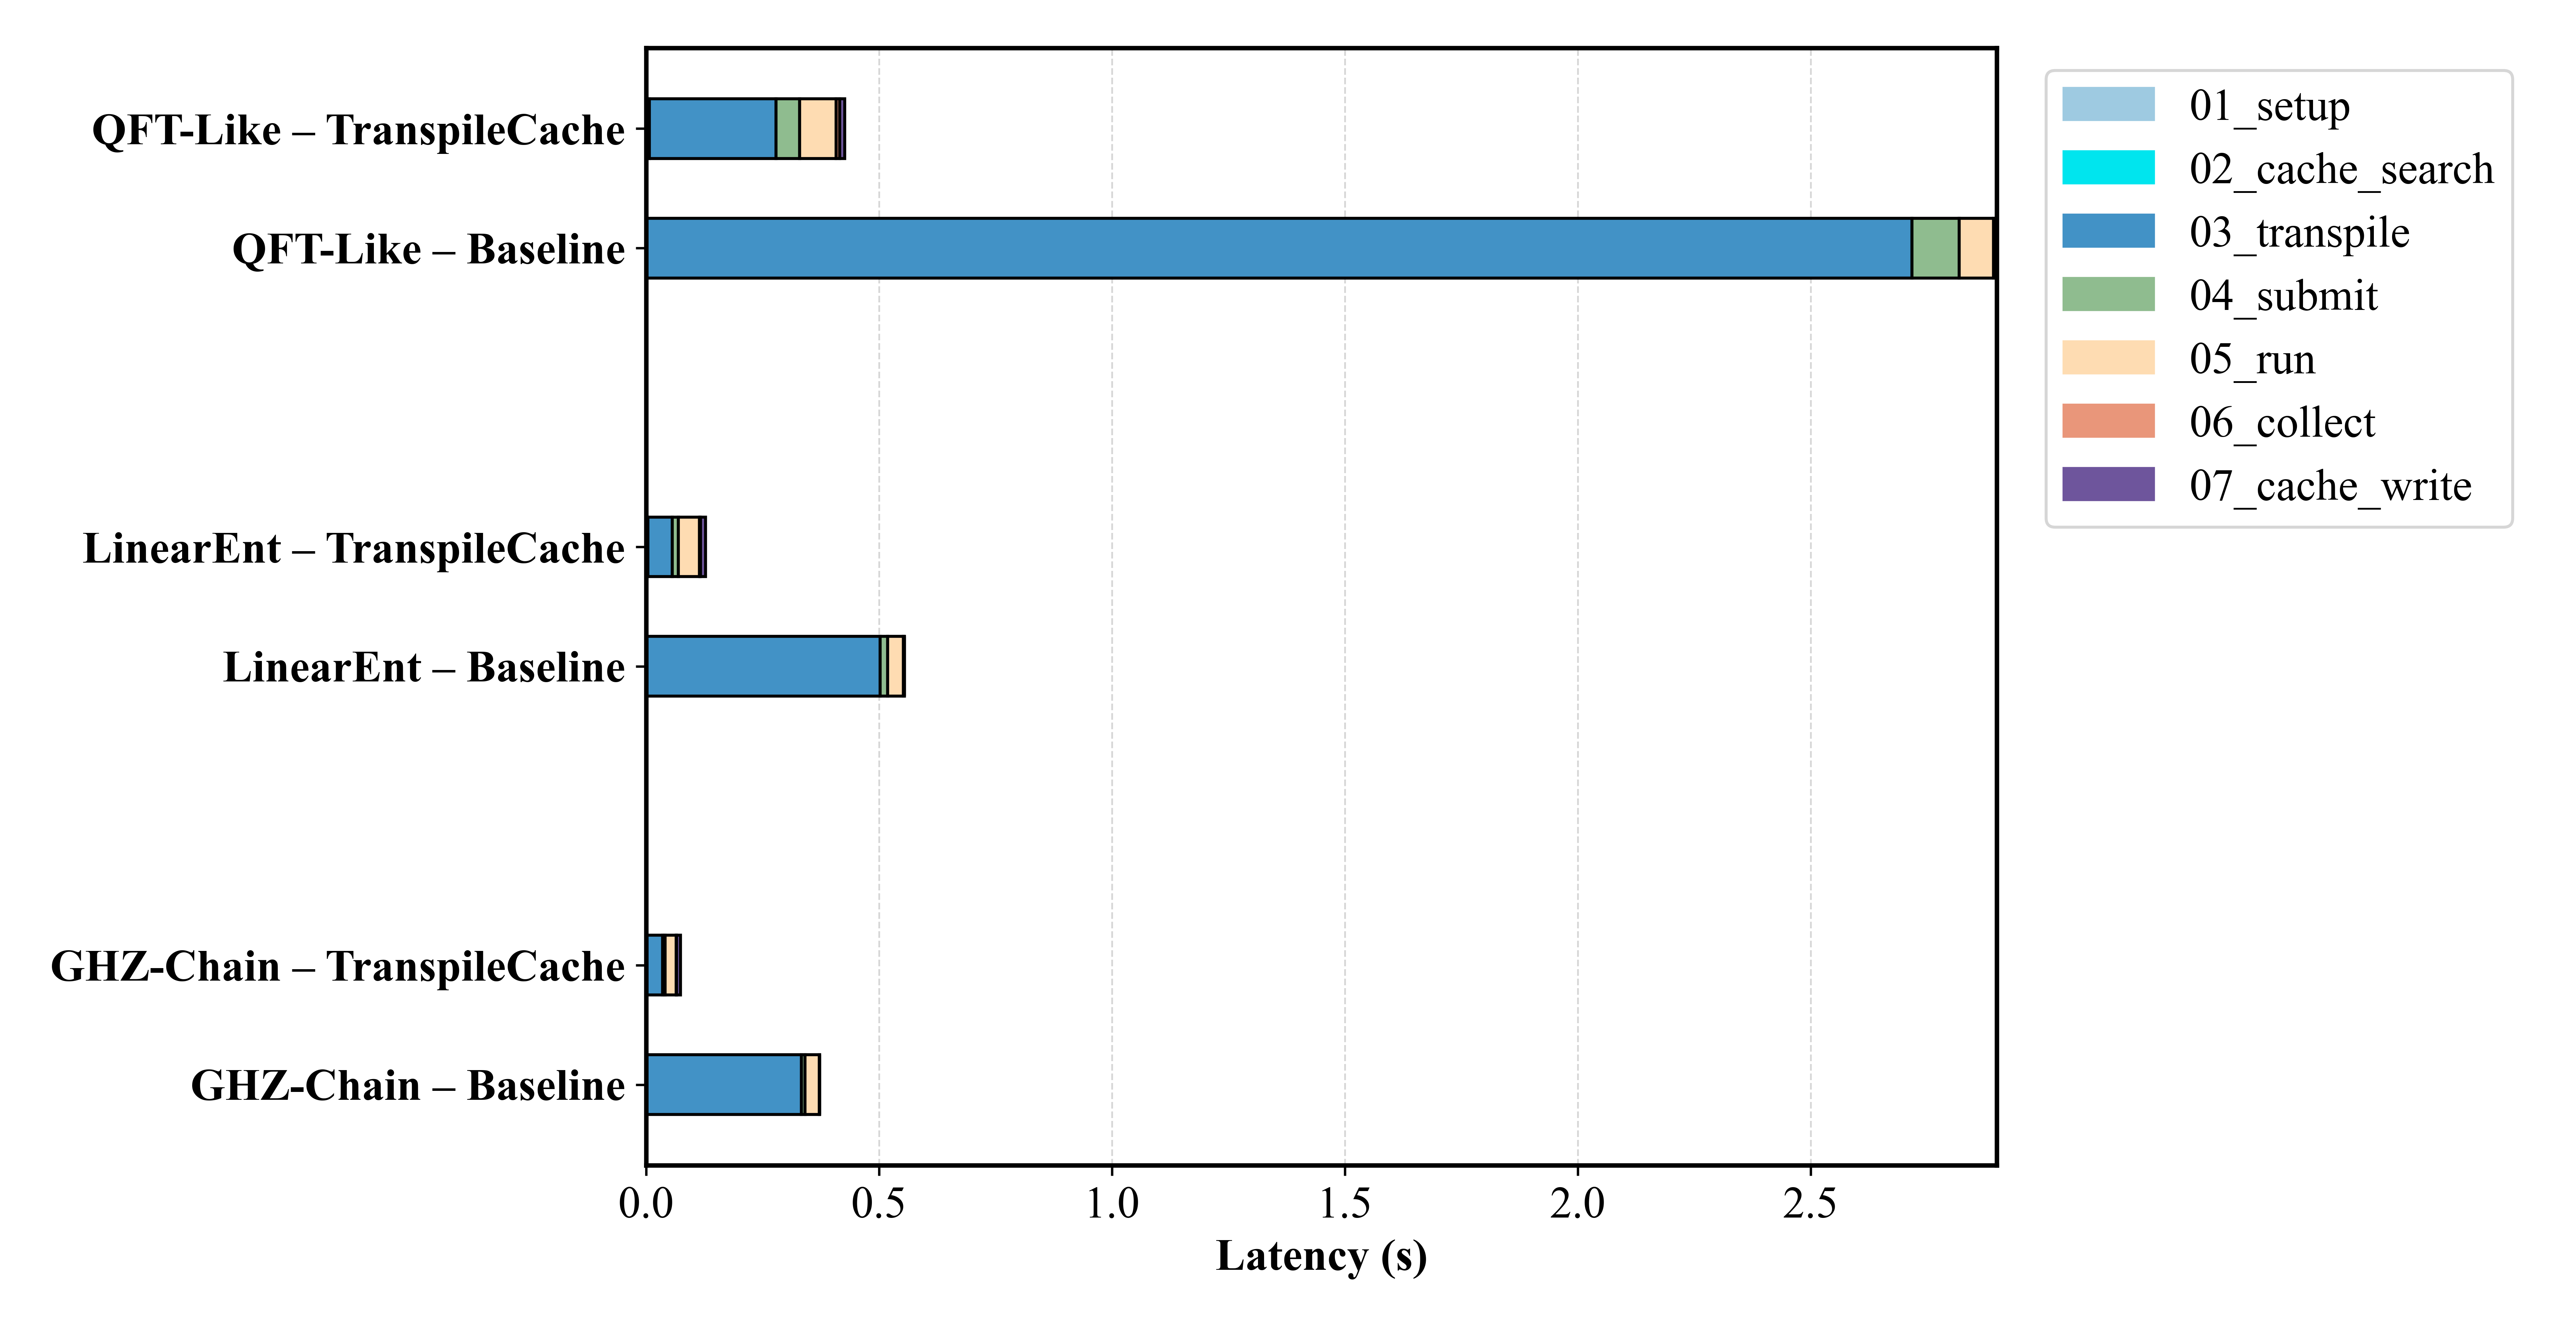 QFT-Like – TranspileCache
QFT-Like – Baseline
LinearEnt – TranspileCache
LinearEnt – Baseline
GHZ-Chain – TranspileCache
GHZ-Chain – Baseline
0.0 0.5 1.0 1.5 2.0 2.5
Latency (s)
01_setup
02_cache_search
03_transpile
04_submit
05_run
06_collect
07_cache_write